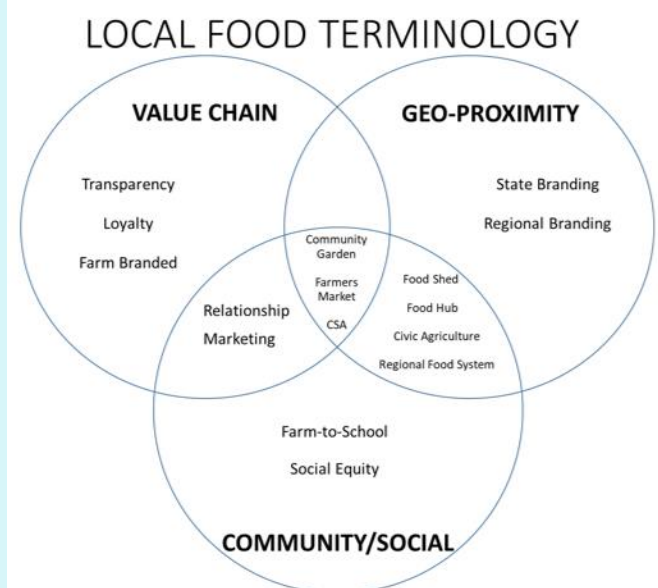 LOCAL FOOD TERMINOLOGY
VALUE CHAIN
GEO-PROXIMITY
Transparency
Loyalty
Farm Branded
State Branding
Regional Branding
Community
Garden
Farmers
Market
CSA
Relationship
Marketing
Food Shed
Food Hub
Civic Agriculture
Regional Food System
Farm-to-School
Social Equity
COMMUNITY/SOCIAL